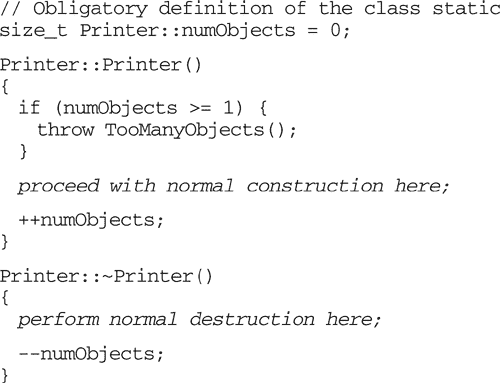 // Obligatory definition of the class static
size_t Printer::numObjects = 0;
Printer::Printer()
{
if (numObjects >= 1) {
throw TooManyObjects();
}
proceed with normal construction here;
++numObjects;
}
Printer::~Printer()
{
perform normal destruction here;
--numObjects;
}